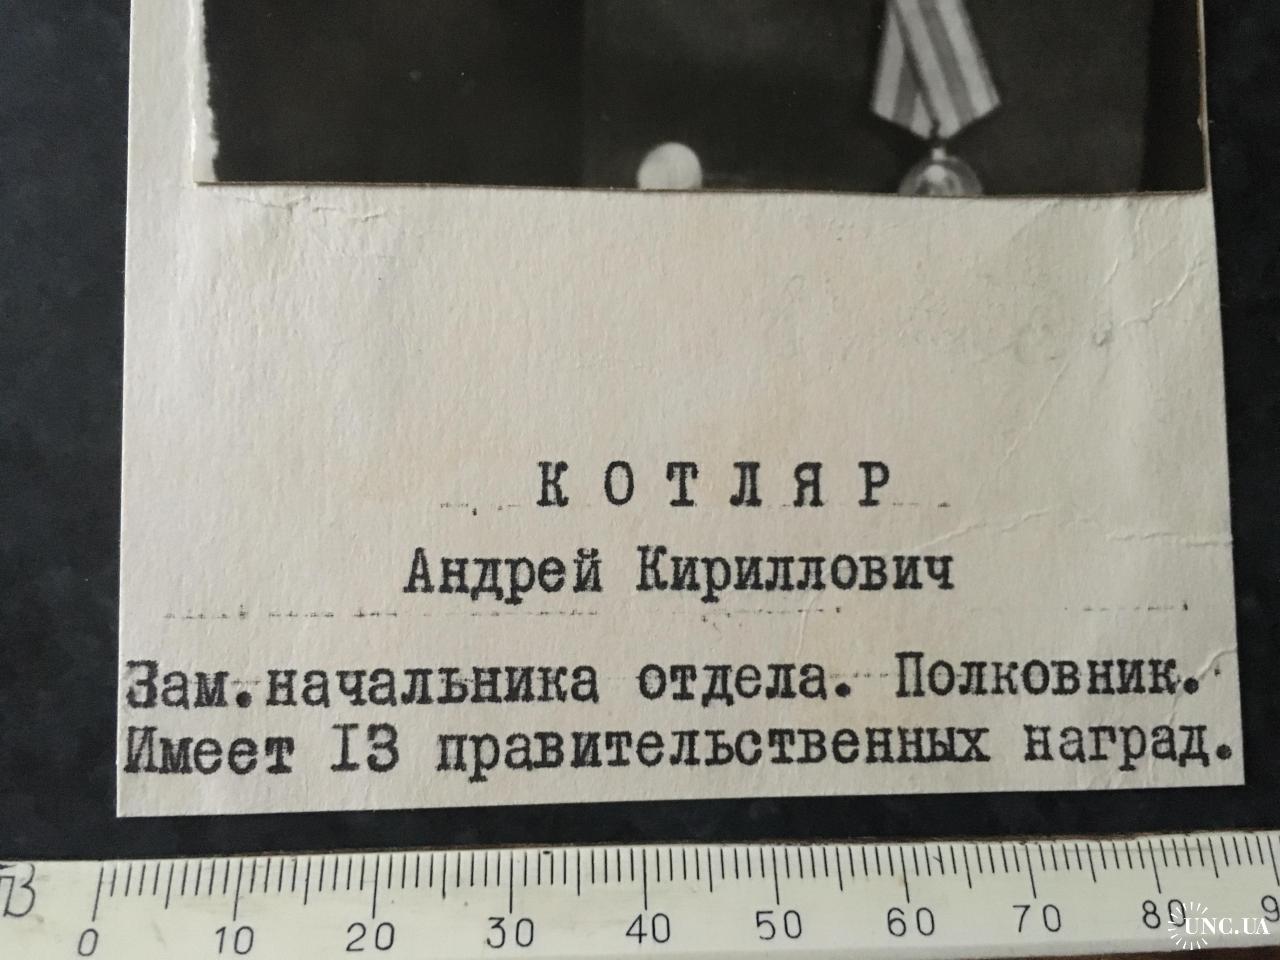 К О Т Л Я Р
Андрей Кириллович
Зам.начальника отдела. Полковник.
Имеет 13 правительственных наград.
0 10 20 30 40 50 60 70 80 9
UNC.UA